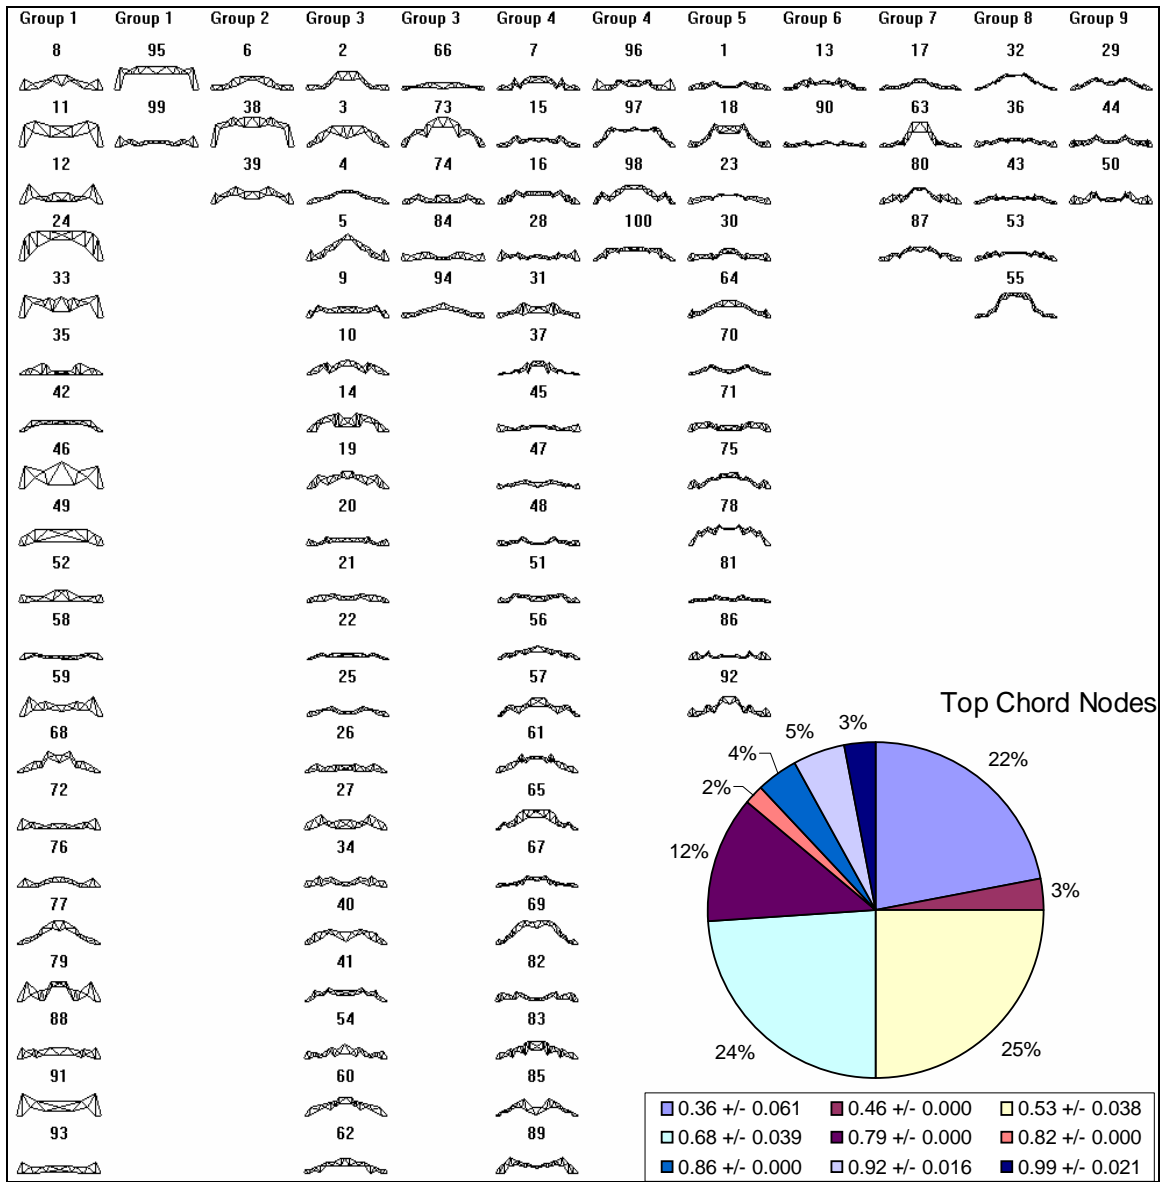 Group 1 Group 1 Group 2 Group 3 Group 3 Group 4 Group 4 Group 5 Group 6 Group 7 Group 8 Group 9
8 95 6 2 66 7 96 1 13 17 32 29
11 99 38 3 73 15 97 18 90 63 36 44
12 39 4 74 16 98 23 80 43 50
24 5 84 28 100 30 87 53
33 9 94 31 64 55
35 10 37 70
42 14 45 71
46 19 47 75
49 20 48 78
52 21 51 81
58 22 56 86
59 25 57 92
68 26 61
72 27 65
76 34 67
77 40 69
79 41 82
88 54 83
91 60 85
93 62 89
Top Chord Nodes
3%
5%
4%
22%
2%
12%
3%
24%
25%
0.36 +/- 0.061 0.46 +/- 0.000 0.53 +/- 0.038
0.68 +/- 0.039 0.79 +/- 0.000 0.82 +/- 0.000
0.86 +/- 0.000 0.92 +/- 0.016 0.99 +/- 0.021